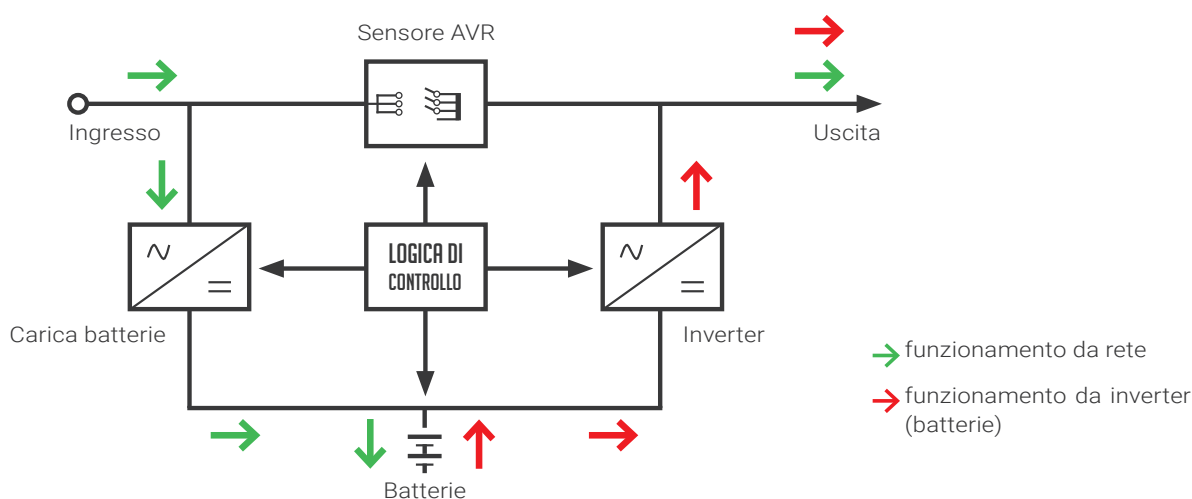 Sensore AVR
Ingresso
Uscita
LOGICA DI
CONTROLLO
Carica batterie
Inverter
funzionamento da rete
funzionamento da inverter
(batterie)
Batterie